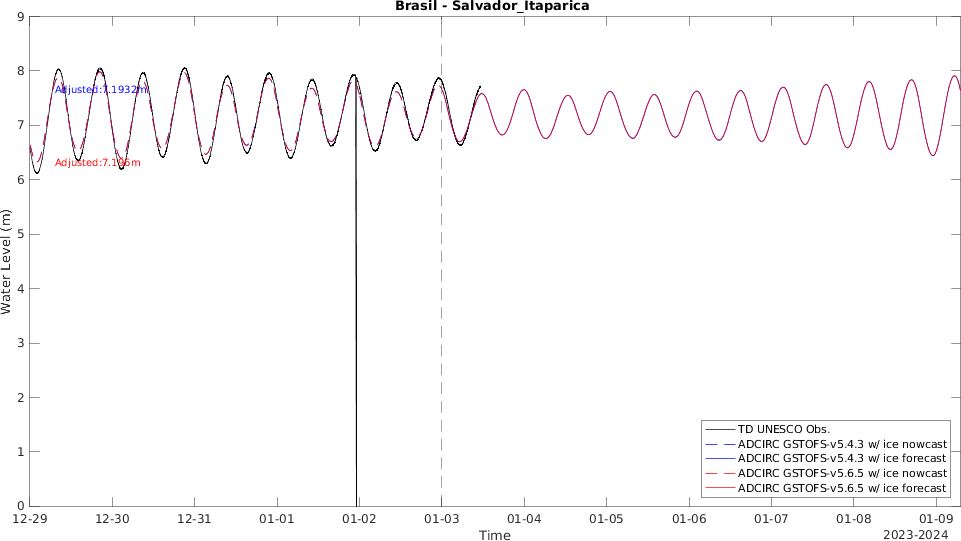 Brasil - Salvador_Itaparica
Water Level (m)
9
8
7
6
5
4
3
2
1
0
Adjusted:7.1932m
TD UNESCO Obs.
ADCIRC GSTOFS-v5.4.3 w/ ice nowcast
ADCIRC GSTOFS-v5.4.3 w/ ice forecast
ADCIRC GSTOFS-v5.6.5 w/ ice nowcast
ADCIRC GSTOFS-v5.6.5 w/ ice forecast
12-29 12-30 12-31 01-01 01-02 01-03 01-04 01-05 01-06 01-07 01-08 01-09
Time
2023-2024